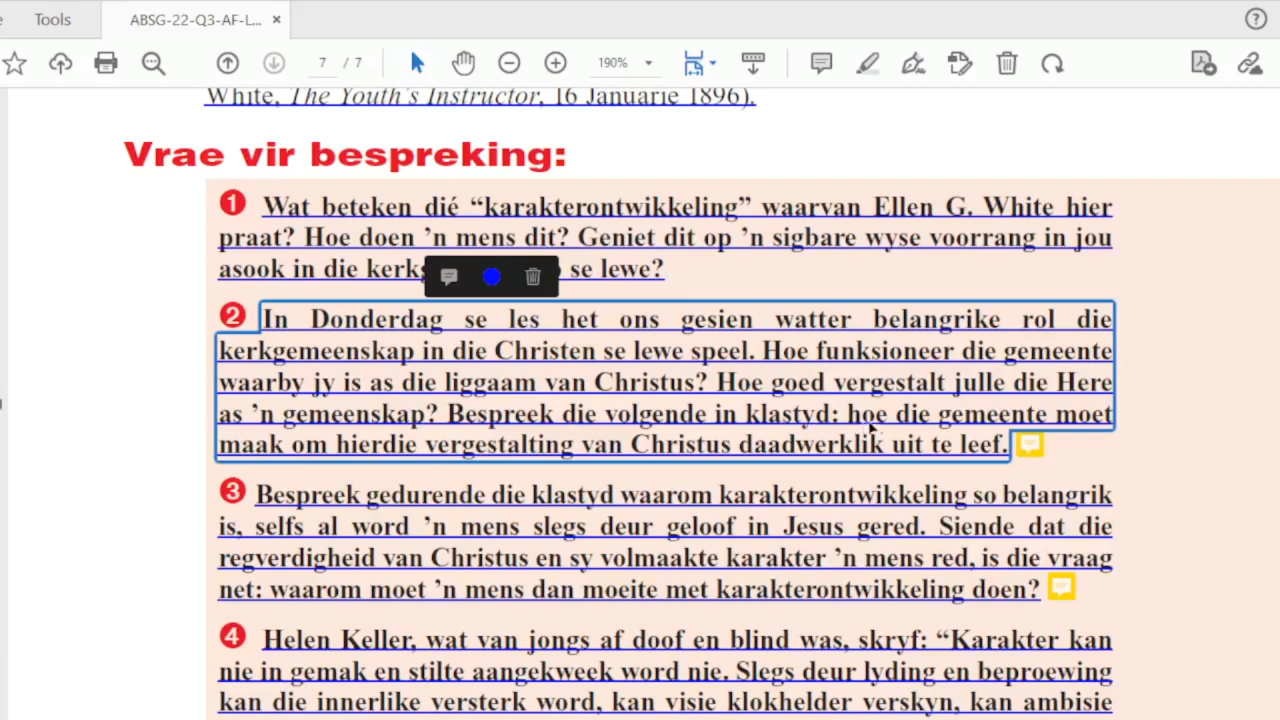 Tools
ABSG-22-Q3-AF-L... ×
7 / 7
190%
White, The Youth's Instructor, 16 Januarie 1896).
Vrae vir bespreking:
1 Wat beteken dié “karakterontwikkeling” waarvan Ellen G. White hier
praat? Hoe doen ’n mens dit? Geniet dit op ’n sigbare wyse voorrang in jou
asook in die se lewe?
2 In Donderdag se les het ons gesien watter belangrike rol die
kerkgemeenskap in die Christen se lewe speel. Hoe funksioneer die gemeente
waarby jy is as die liggaam van Christus? Hoe goed vergestalt julle die Here
as ’n gemeenskap? Bespreek die volgende in klastyd: hoe die gemeente moet
maak om hierdie vergestalting van Christus daadwerklik uit te leef.
3 Bespreek gedurende die klastyd waarom karakterontwikkeling so belangrik
is, selfs al word ’n mens slegs deur geloof in Jesus gered. Siende dat die
regverdigheid van Christus en sy volmaakte karakter ’n mens red, is die vraag
net: waarom moet ’n mens dan moeite met karakterontwikkeling doen?
4 Helen Keller, wat van jongs af doof en blind was, skryf: “Karakter kan
nie in gemak en stilte aangekweek word nie. Slegs deur lyding en beproewing
kan die innerlike versterk word, kan visie klokhelder verskyn, kan ambisie